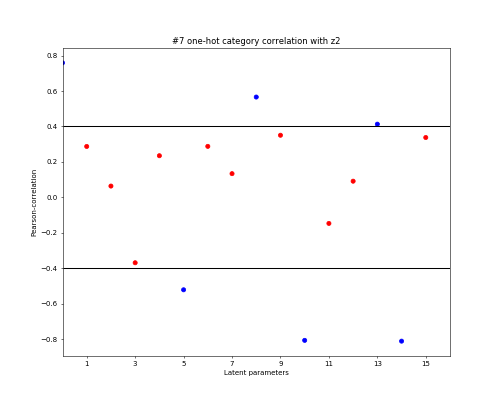 #7 one-hot category correlation with z2
0.8
0.6
0.4
0.2
0.0
−0.2
−0.4
−0.6
−0.8
Pearson-correlation
1 3 5 7 9 11 13 15
Latent parameters